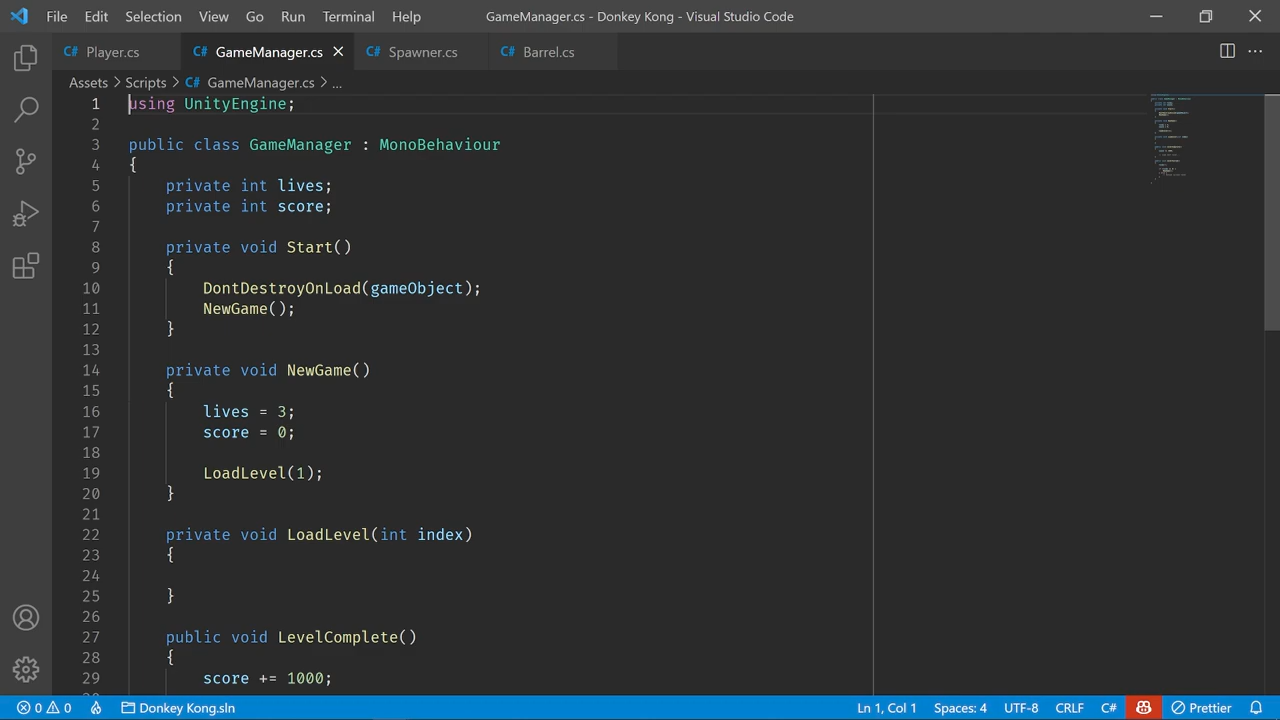 File Edit Selection View Go Run Terminal Help GameManager.cs - Donkey Kong - Visual Studio Code
C# Player.cs C# GameManager.cs C# Spawner.cs C# Barrel.cs
Assets > Scripts > C# GameManager.cs > ...
1 using UnityEngine;
2
3 public class GameManager : MonoBehaviour
4 {
5 private int lives;
6 private int score;
7
8 private void Start()
9 {
10 DontDestroyOnLoad(gameObject);
11 NewGame();
12 }
13
14 private void NewGame()
15 {
16 lives = 3;
17 score = 0;
18
19 LoadLevel(1);
20 }
21
22 private void LoadLevel(int index)
23 {
24
25 }
26
27 public void LevelComplete()
28 {
29 score += 1000;
0 0 Donkey Kong.sln Ln 1, Col 1 Spaces: 4 UTF-8 CRLF C# Prettier